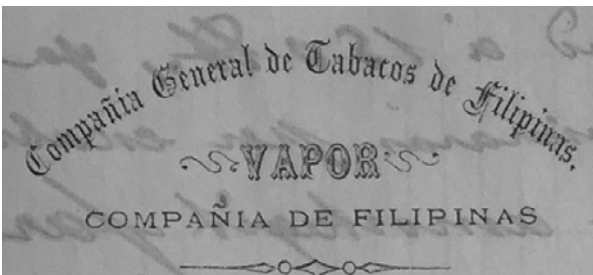 Compañia General de Tabacos de Filipinas.
VAPOR
COMPAÑIA DE FILIPINAS